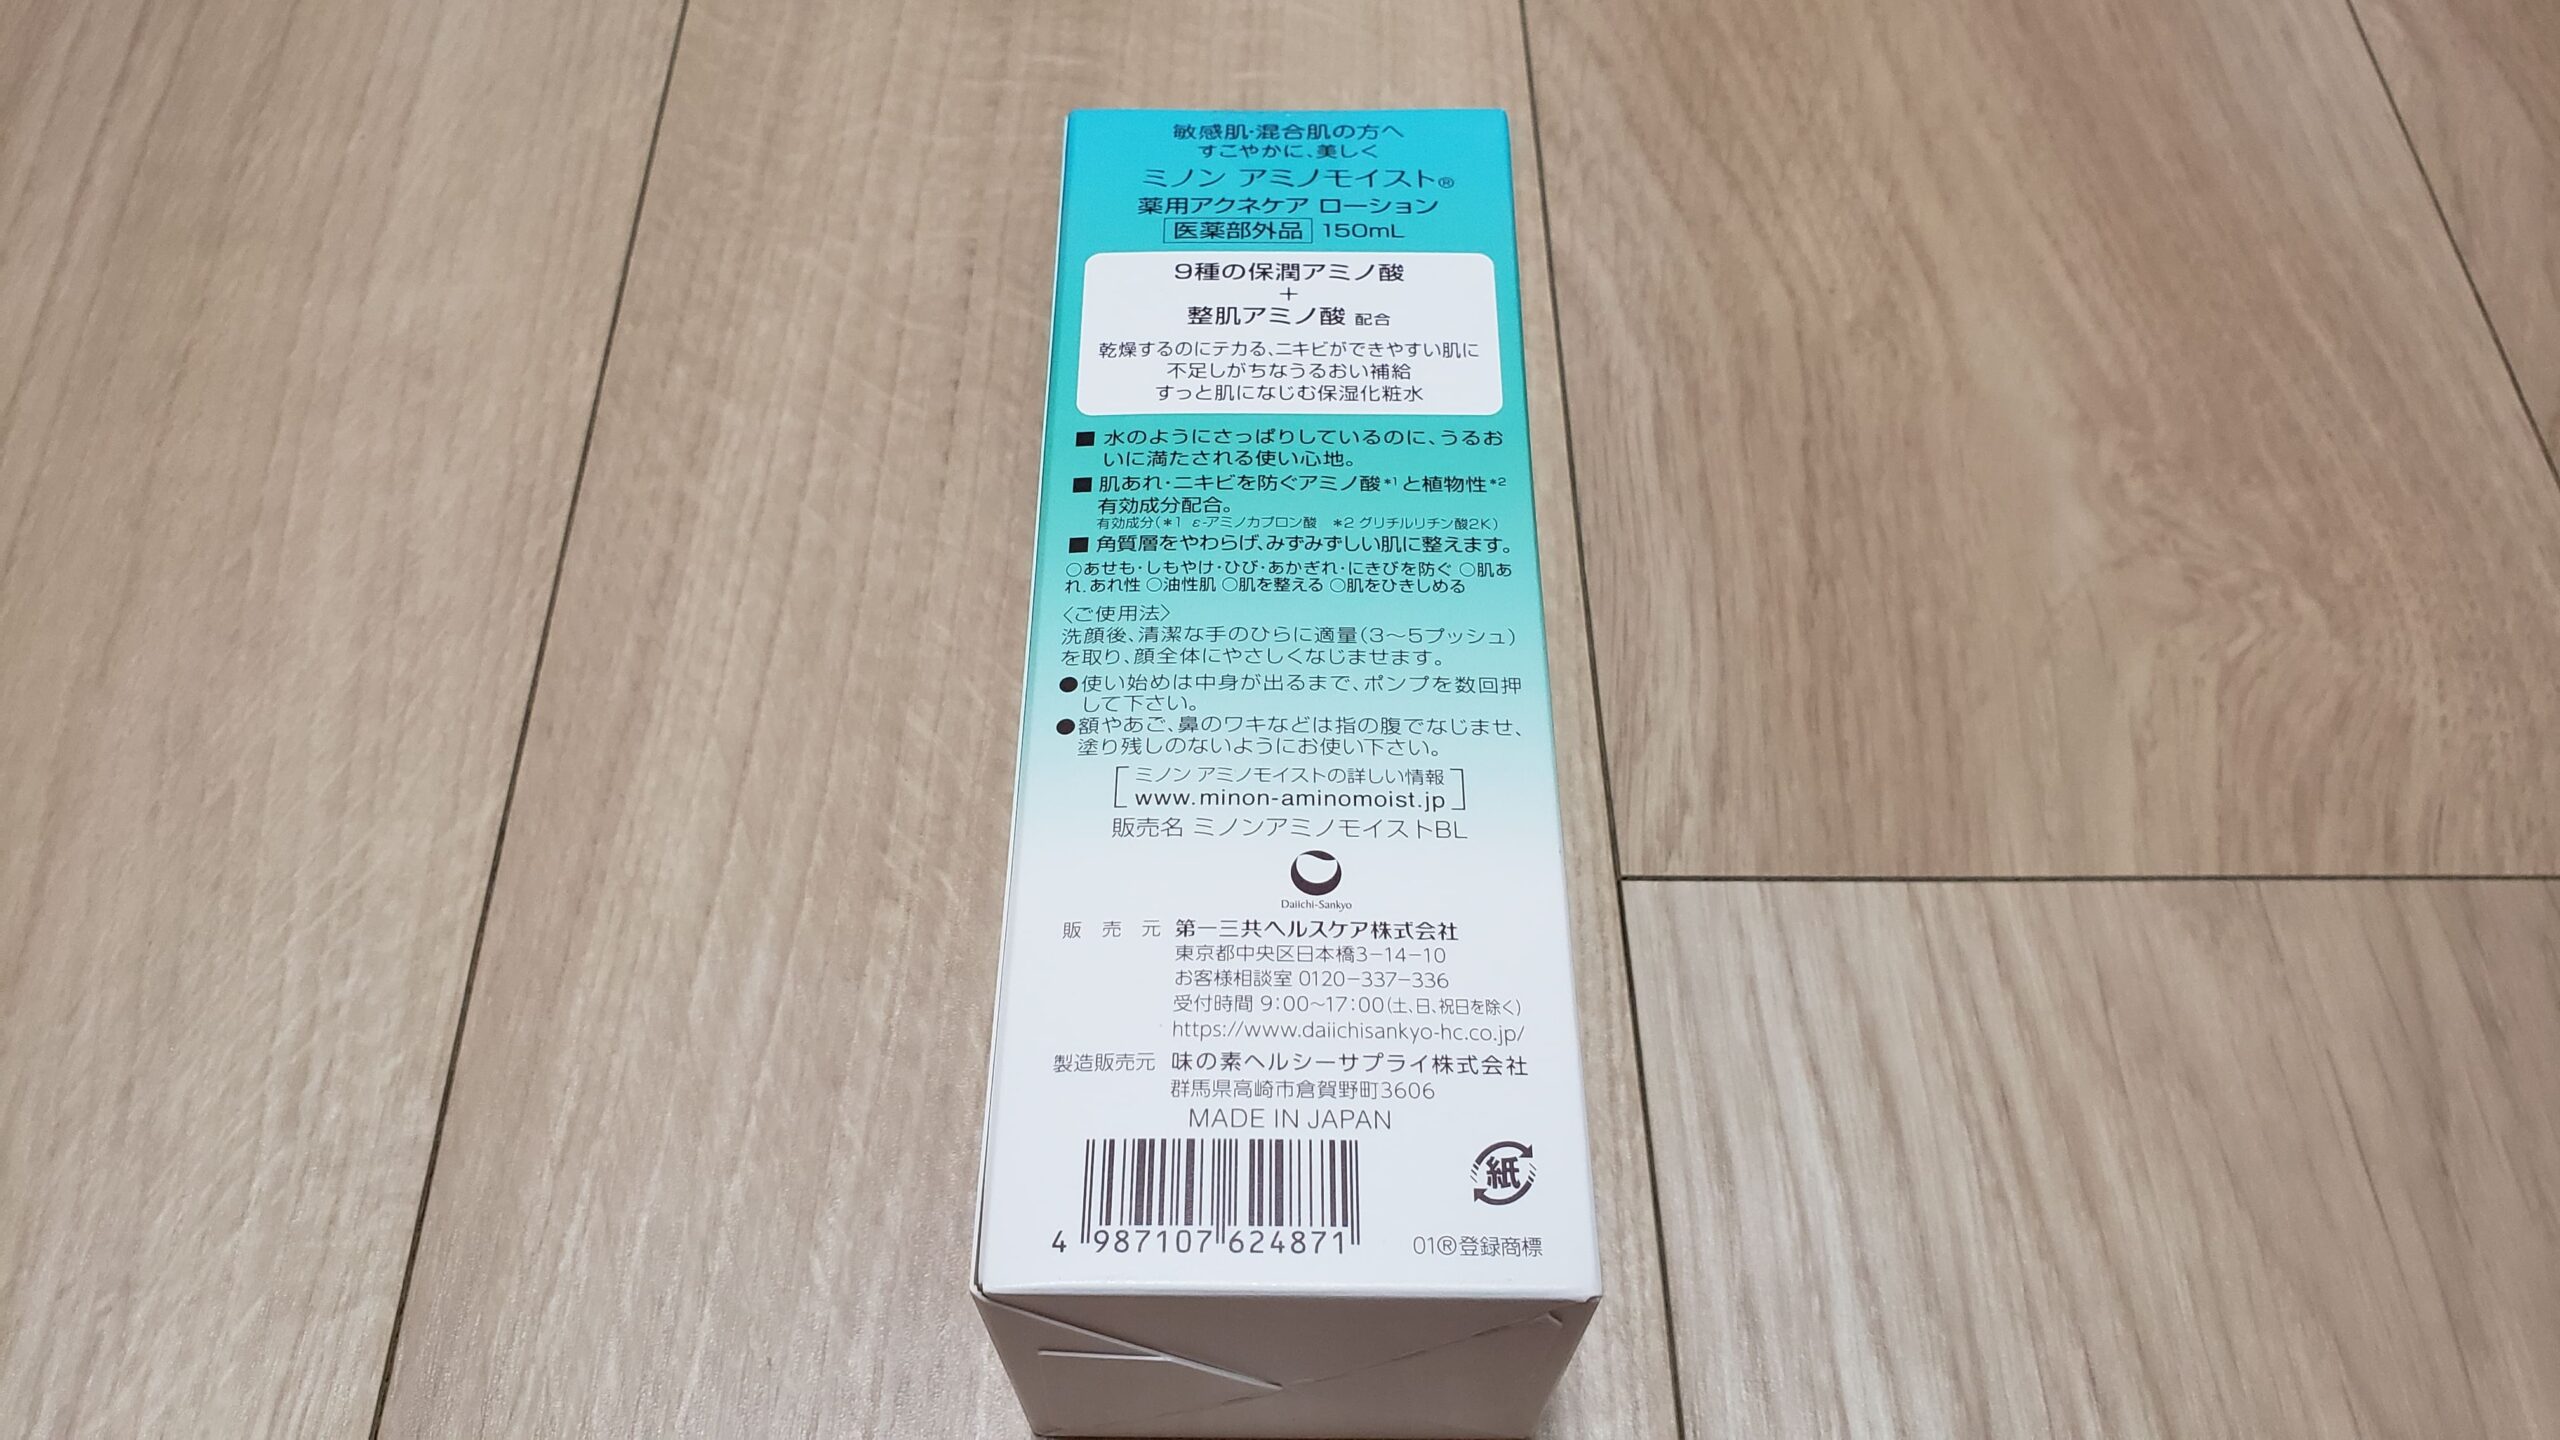 敏感肌・混合肌の方へ
すこやかに、美しく
ミノン アミノモイスト®
薬用アクネケア ローション
医薬部外品 150mL
9種の保潤アミノ酸
+
整肌アミノ酸 配合
乾燥するのにテカる、ニキビができやすい肌に
不足しがちなうるおい補給
すっと肌になじむ保湿化粧水
■ 水のようにさっぱりしているのに、うるお
いに満たされる使い心地。
■ 肌あれ・ニキビを防ぐアミノ酸*1と植物性*2
有効成分配合。
有効成分(*1 ε-アミノカプロン酸 *2 グリチルリチン酸2K)
■ 角質層をやわらげ、みずみずしい肌に整えます。
○あせも・しもやけ・ひび・あかぎれ・にきびを防ぐ ○肌あ
れ.あれ性 ○油性肌 ○肌を整える ○肌をひきしめる
〈ご使用法〉
洗顔後、清潔な手のひらに適量(3〜5プッシュ)
を取り、顔全体にやさしくなじませます。
●使い始めは中身が出るまで、ポンプを数回押
して下さい。
●額やあご、鼻のワキなどは指の腹でなじませ、
塗り残しのないようにお使い下さい。
[ミノン アミノモイストの詳しい情報
www.minon-aminomoist.jp]
販売名 ミノンアミノモイストBL
Daiichi-Sankyo
販売元 第一三共ヘルスケア株式会社
東京都中央区日本橋3-14-10
お客様相談室 0120-337-336
受付時間 9:00〜17:00(土、日、祝日を除く)
https://www.daiichisankyo-hc.co.jp/
製造販売元 味の素ヘルシーサプライ株式会社
群馬県高崎市倉賀野町3606
MADE IN JAPAN
紙
4 987107 624871
01®登録商標